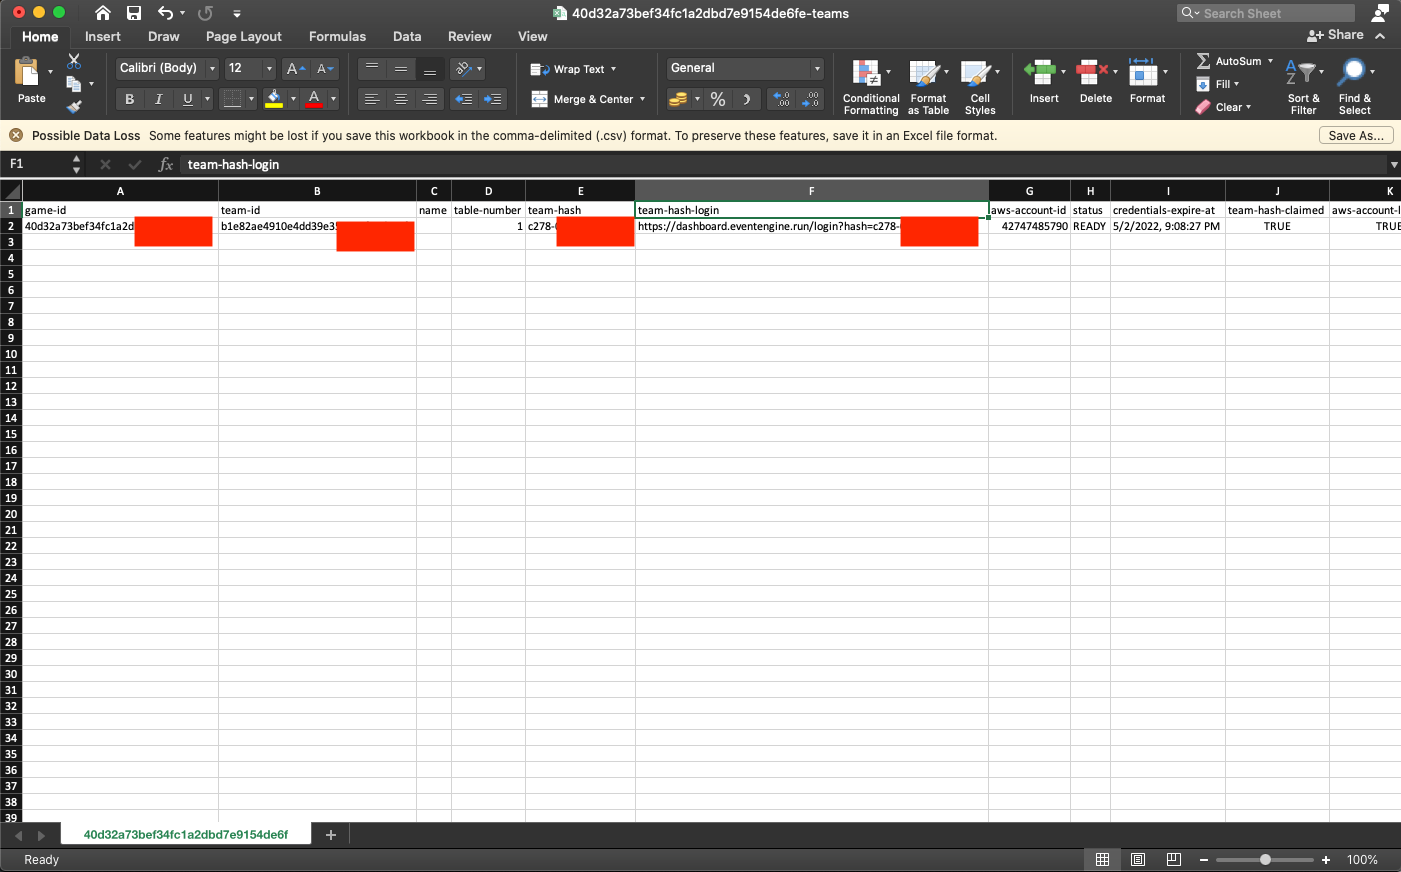 40d32a73bef34fc1a2dbd7e9154de6fe-teams
Search Sheet
Home Insert Draw Page Layout Formulas Data Review View
Share
Paste
Calibri (Body) 12
A A
B I U
A
Wrap Text
Merge & Center
General
%
.00 .0
Conditional Formatting
Format as Table
Cell Styles
Insert
Delete
Format
AutoSum
Fill
Clear
Sort & Filter
Find & Select
Possible Data Loss Some features might be lost if you save this workbook in the comma-delimited (.csv) format. To preserve these features, save it in an Excel file format.
Save As...
F1 fx team-hash-login
A B C D E F G H I J K
1 game-id team-id name table-number team-hash team-hash-login aws-account-id status credentials-expire-at team-hash-claimed aws-account-l
2 40d32a73bef34fc1a2d b1e82ae4910e4dd39e3 1 c278- https://dashboard.eventengine.run/login?hash=c278- 42747485790 READY 5/2/2022, 9:08:27 PM TRUE TRUE
3
4
5
6
7
8
9
10
11
12
13
14
15
16
17
18
19
20
21
22
23
24
25
26
27
28
29
30
31
32
33
34
35
36
37
38
39
40d32a73bef34fc1a2dbd7e9154de6f
Ready
100%